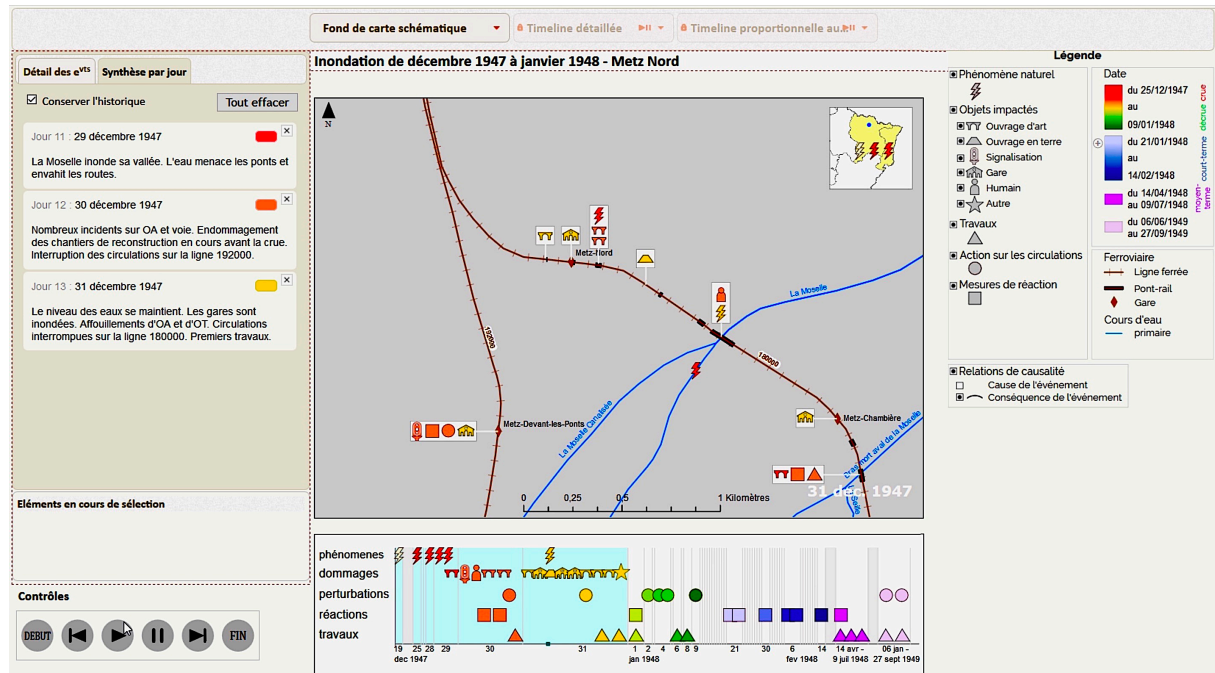 Fond de carte schématique
Timeline détaillée
Timeline proportionnelle au
Inondation de décembre 1947 à janvier 1948 - Metz Nord
Détail des evts
Synthèse par jour
Conserver l'historique
Tout effacer
Jour 11 : 29 décembre 1947
La Moselle inonde sa vallée. L'eau menace les ponts et
envahit les routes.
Jour 12 : 30 décembre 1947
Nombreux incidents sur OA et voie. Endommagement
des chantiers de reconstruction en cours avant la crue.
Interruption des circulations sur la ligne 192000.
Jour 13 : 31 décembre 1947
Le niveau des eaux se maintient. Les gares sont
inondées. Affouillements d'OA et d'OT. Circulations
interrompues sur la ligne 180000. Premiers travaux.
Eléments en cours de sélection
Contrôles
DEBUT
FIN
N
Metz-Nord
La Moselle
192000
180000
Metz-Devant-les-Ponts
La Moselle Canalisée
Metz-Chambière
Bras mort aval de la Moselle
31 déc 1947
0
0,25
0,5
1 Kilomètres
phénomenes
dommages
perturbations
réactions
travaux
19
25
28
29
30
31
1
2
4
6
8
9
21
30
6
14
14 avr -
06 jan -
dec 1947
jan 1948
fev 1948
9 juil 1948
27 sept 1949
Légende
Phénomène naturel
Objets impactés
Ouvrage d'art
Ouvrage en terre
Signalisation
Gare
Humain
Autre
Travaux
Action sur les circulations
Mesures de réaction
Relations de causalité
Cause de l'événement
Conséquence de l'événement
Date
du 25/12/1947
au
09/01/1948
crue
décrue
du 21/01/1948
au
14/02/1948
court-terme
du 14/04/1948
au 09/07/1948
moyen-
terme
du 06/06/1949
au 27/09/1949
Ferroviaire
Ligne ferrée
Pont-rail
Gare
Cours d'eau
primaire